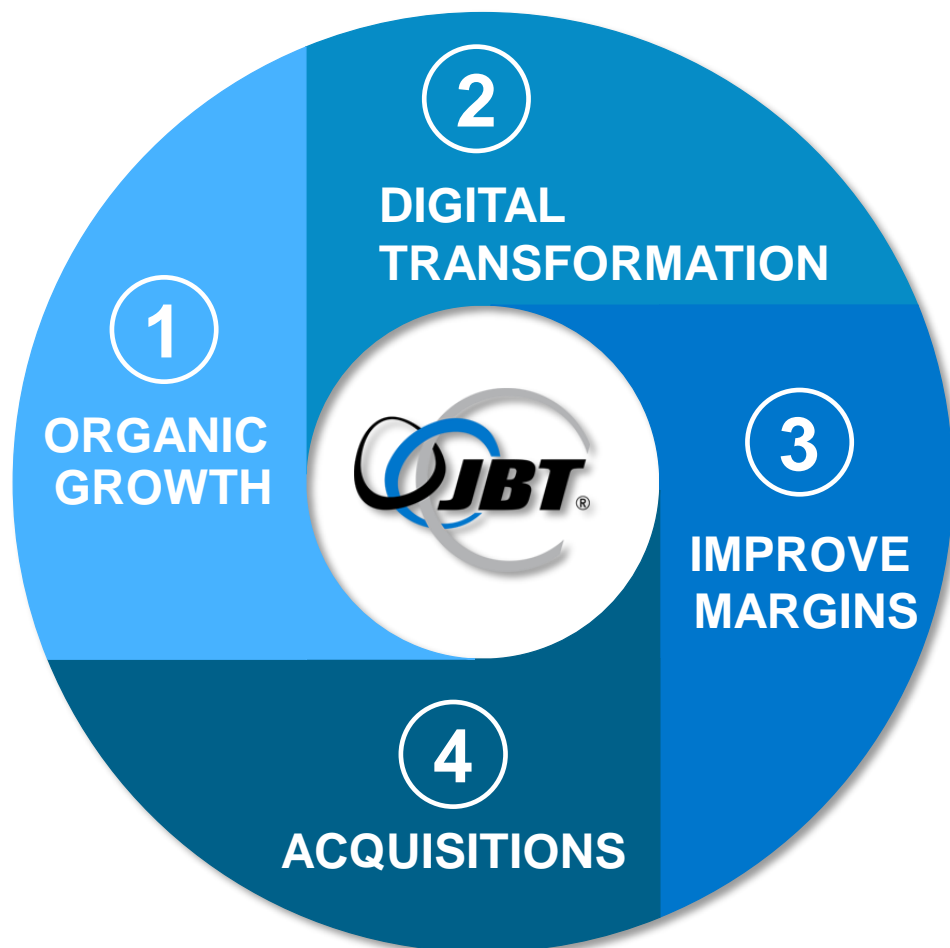 1
ORGANIC
GROWTH
2
DIGITAL
TRANSFORMATION
3
IMPROVE
MARGINS
4
ACQUISITIONS
JBT®